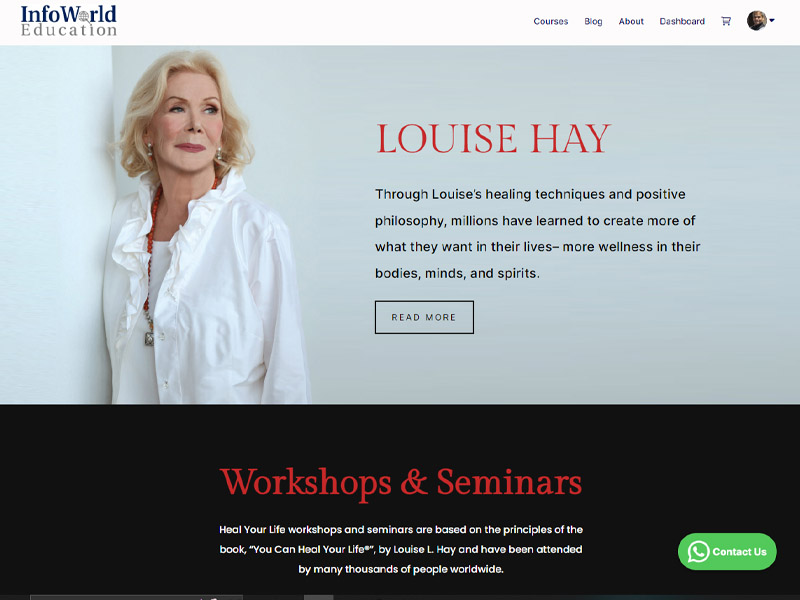 InfoWorld
Education
Courses Blog About Dashboard
LOUISE HAY
Through Louise's healing techniques and positive
philosophy, millions have learned to create more of
what they want in their lives– more wellness in their
bodies, minds, and spirits.
READ MORE
Workshops & Seminars
Heal Your Life workshops and seminars are based on the principles of the
book, "You Can Heal Your Life®", by Louise L. Hay and have been attended
by many thousands of people worldwide.
Contact Us